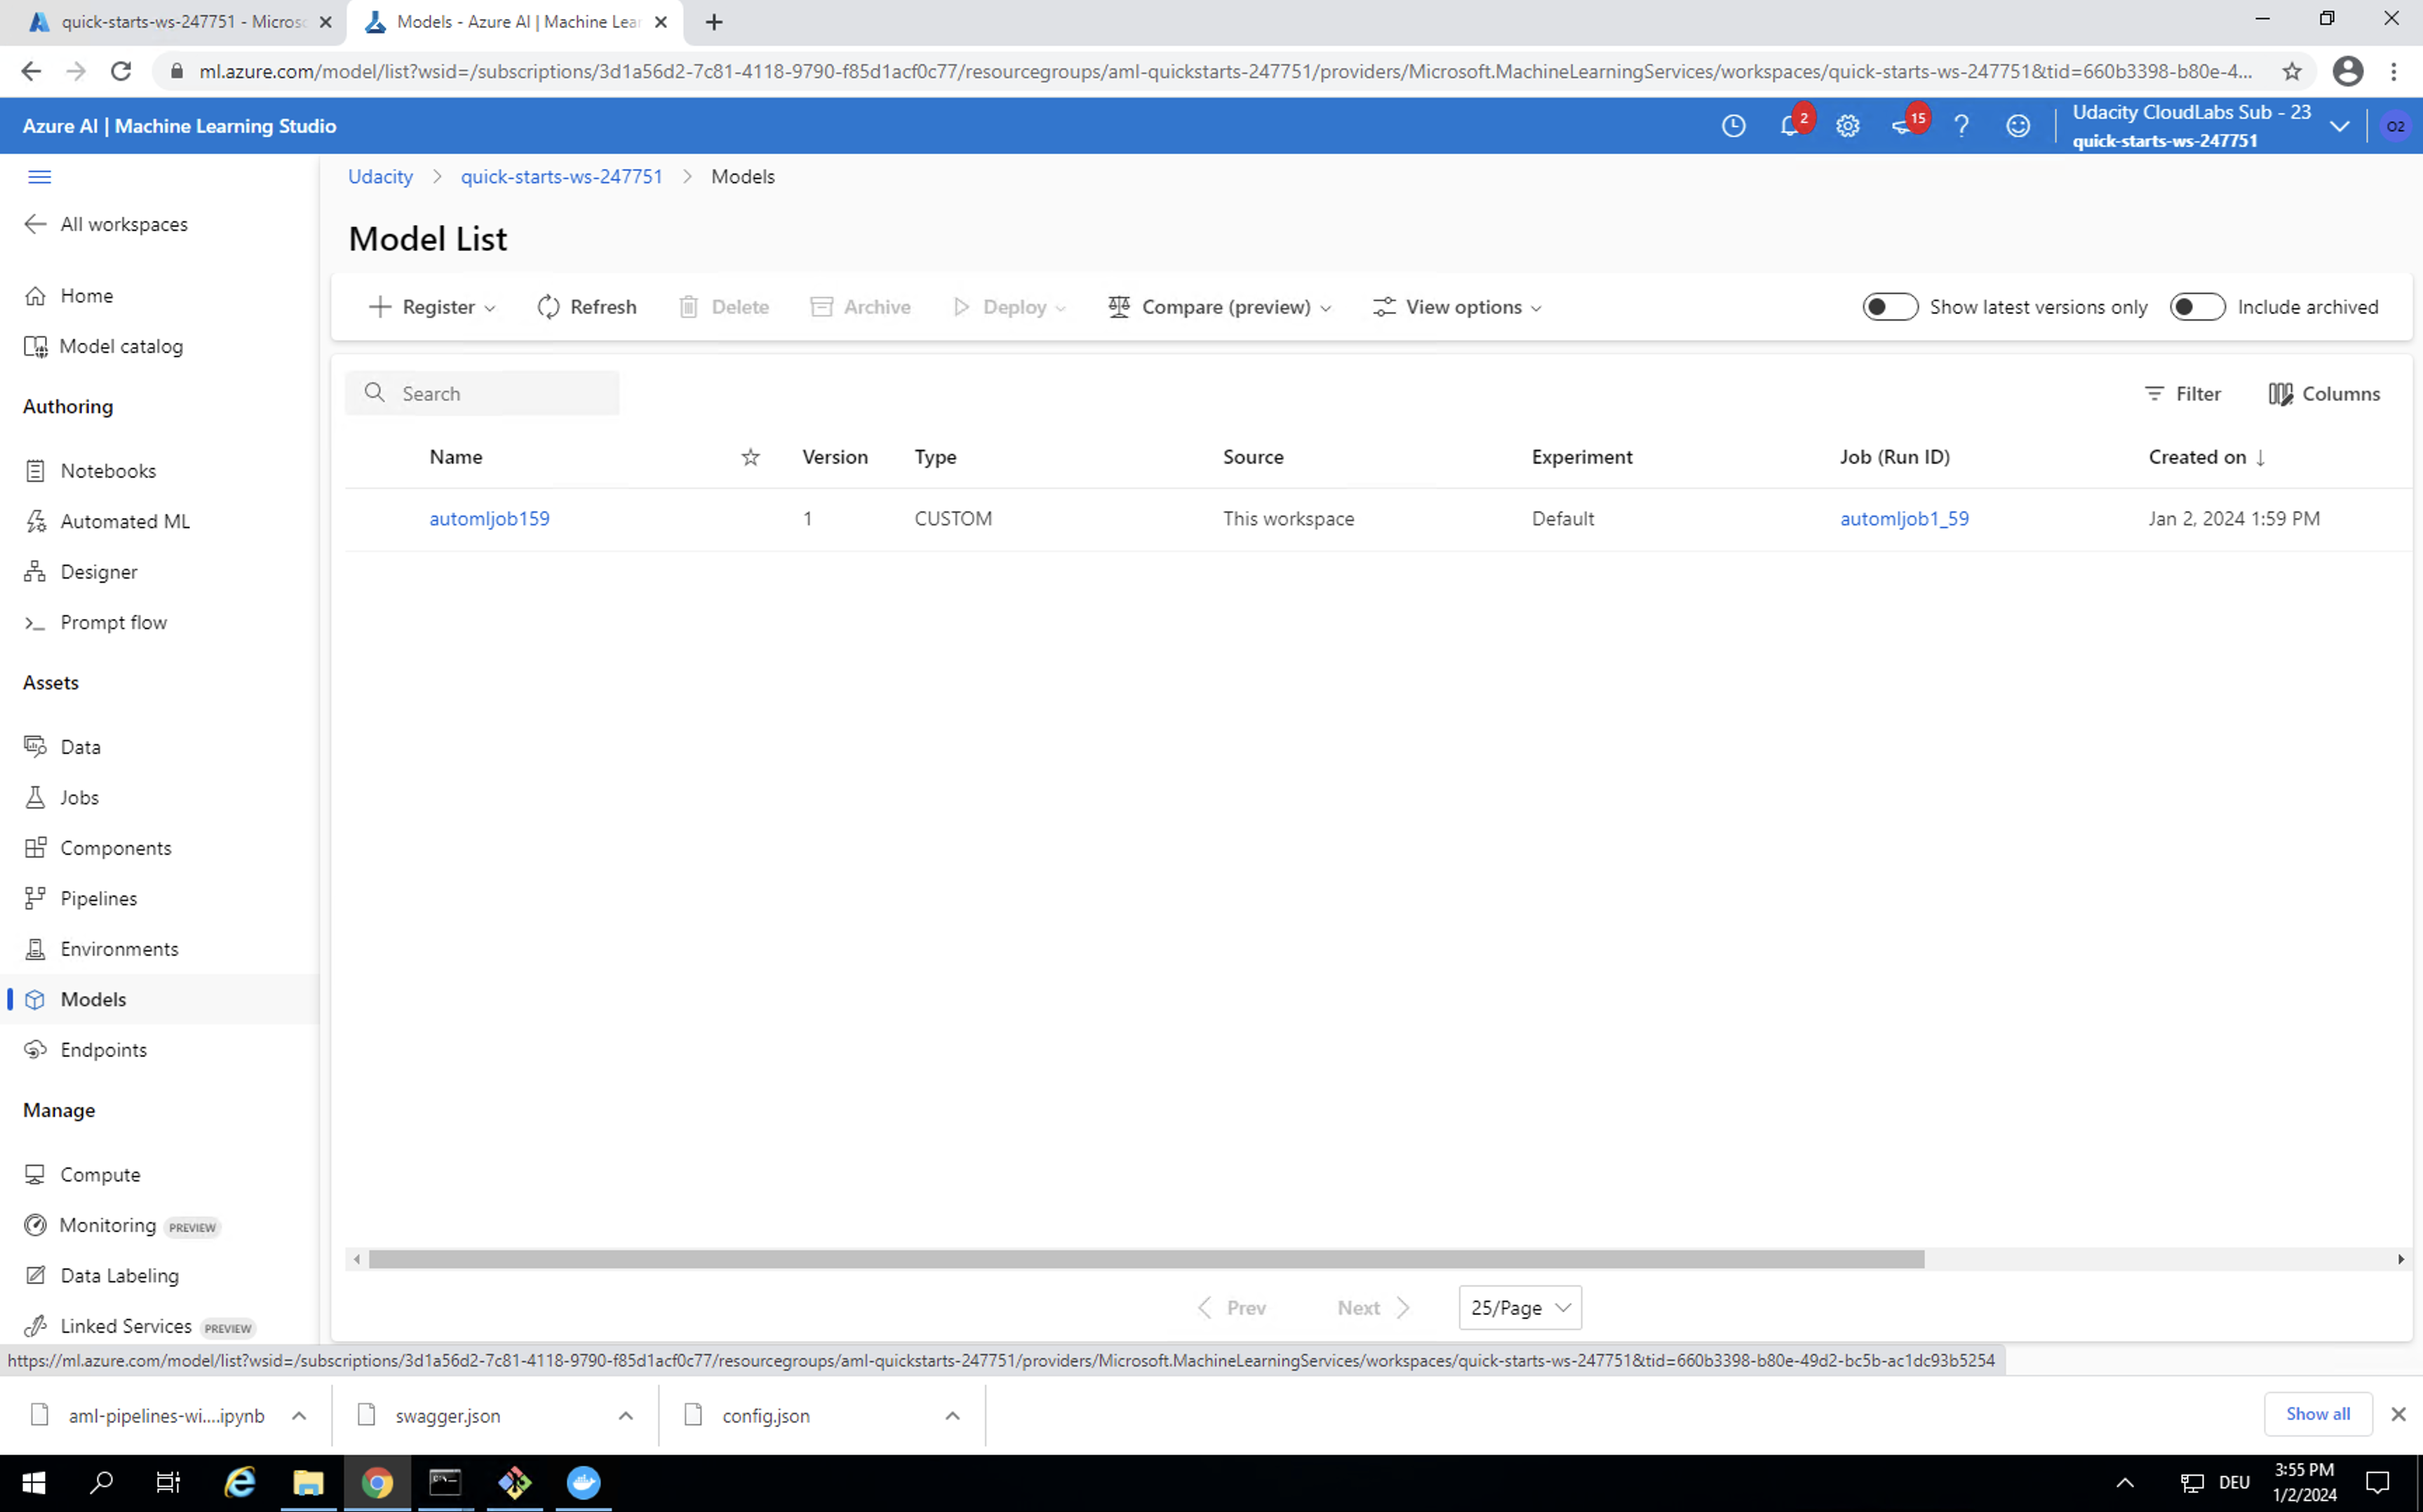 quick-starts-ws-247751 - Micros
Models - Azure AI | Machine Lear
ml.azure.com/model/list?wsid=/subscriptions/3d1a56d2-7c81-4118-9790-f85d1acf0c77/resourcegroups/aml-quickstarts-247751/providers/Microsoft.MachineLearningServices/workspaces/quick-starts-ws-247751&tid=660b3398-b80e-4...
Azure AI | Machine Learning Studio
2
15
?
Udacity CloudLabs Sub - 23
quick-starts-ws-247751
O2
All workspaces
Home
Model catalog
Authoring
Notebooks
Automated ML
Designer
Prompt flow
Assets
Data
Jobs
Components
Pipelines
Environments
Models
Endpoints
Manage
Compute
Monitoring PREVIEW
Data Labeling
Linked Services PREVIEW
Udacity > quick-starts-ws-247751 > Models
Model List
Register Refresh Delete Archive Deploy Compare (preview) View options Show latest versions only Include archived
Search Filter Columns
Name Version Type Source Experiment Job (Run ID) Created on ↓
automljob159 1 CUSTOM This workspace Default automljob1_59 Jan 2, 2024 1:59 PM
Prev Next 25/Page
https://ml.azure.com/model/list?wsid=/subscriptions/3d1a56d2-7c81-4118-9790-f85d1acf0c77/resourcegroups/aml-quickstarts-247751/providers/Microsoft.MachineLearningServices/workspaces/quick-starts-ws-247751&tid=660b3398-b80e-49d2-bc5b-ac1dc93b5254
aml-pipelines-wi....ipynb swagger.json config.json Show all
DEU
3:55 PM
1/2/2024